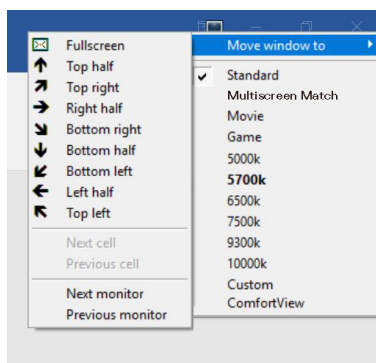 Move window to
Standard
Multiscreen Match
Movie
Game
5000k
5700k
6500k
7500k
9300k
10000k
Custom
ComfortView
Fullscreen
Top half
Top right
Right half
Bottom right
Bottom half
Bottom left
Left half
Top left
Next cell
Previous cell
Next monitor
Previous monitor